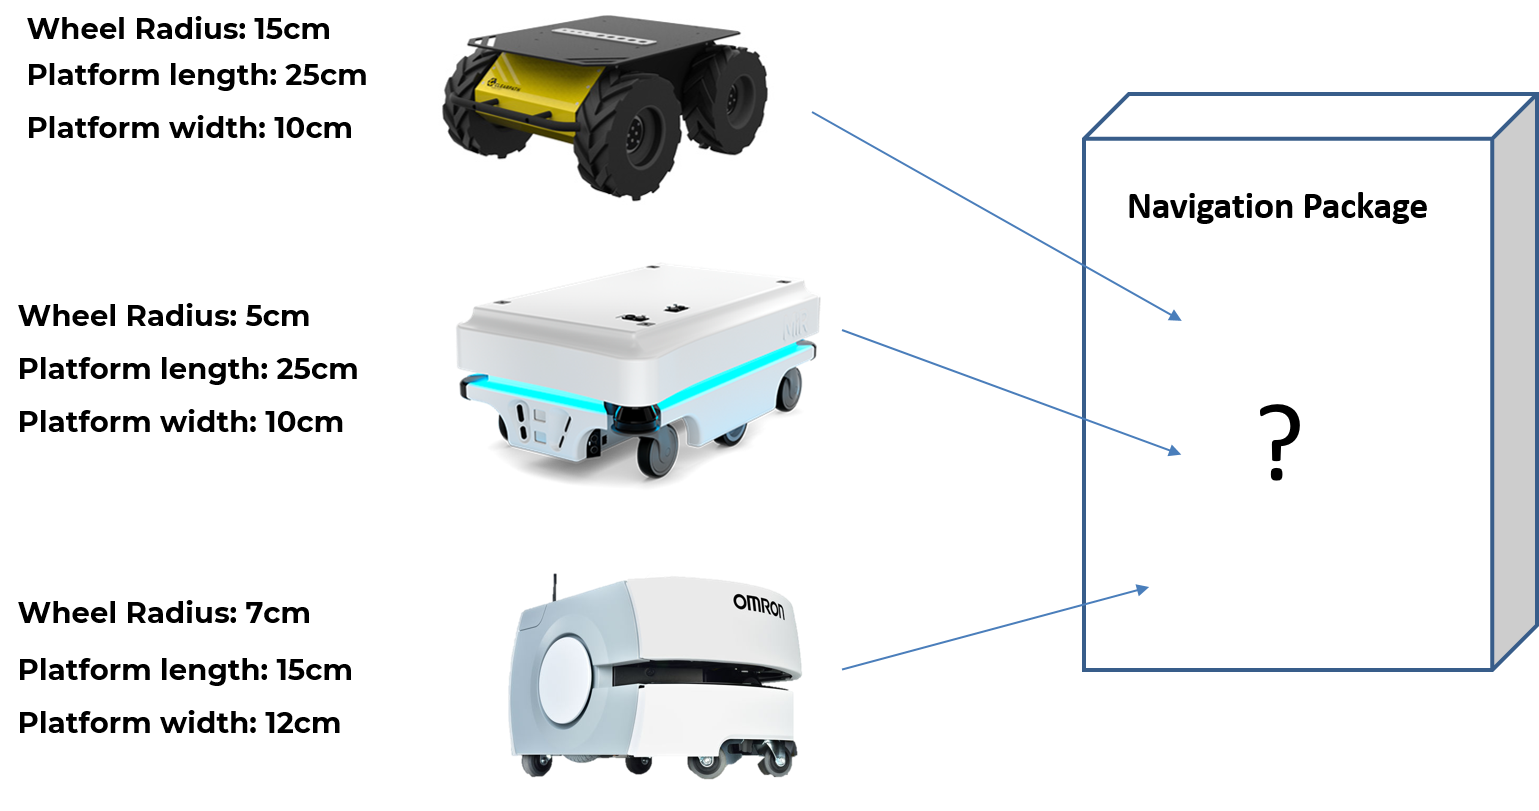 Wheel Radius: 15cm
Platform length: 25cm
Platform width: 10cm
CLEARPATH
Navigation Package
Wheel Radius: 5cm
Platform length: 25cm
Platform width: 10cm
MiR
?
Wheel Radius: 7cm
Platform length: 15cm
Platform width: 12cm
OMRON